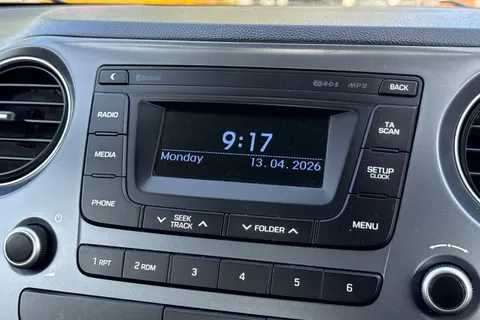 Bluetooth RDS MP3 BACK
RADIO
TA
SCAN
9:17
Monday 13.04.2026
MEDIA
SETUP
CLOCK
PHONE
SEEK
TRACK
FOLDER
MENU
1 RPT 2 RDM 3 4 5 6